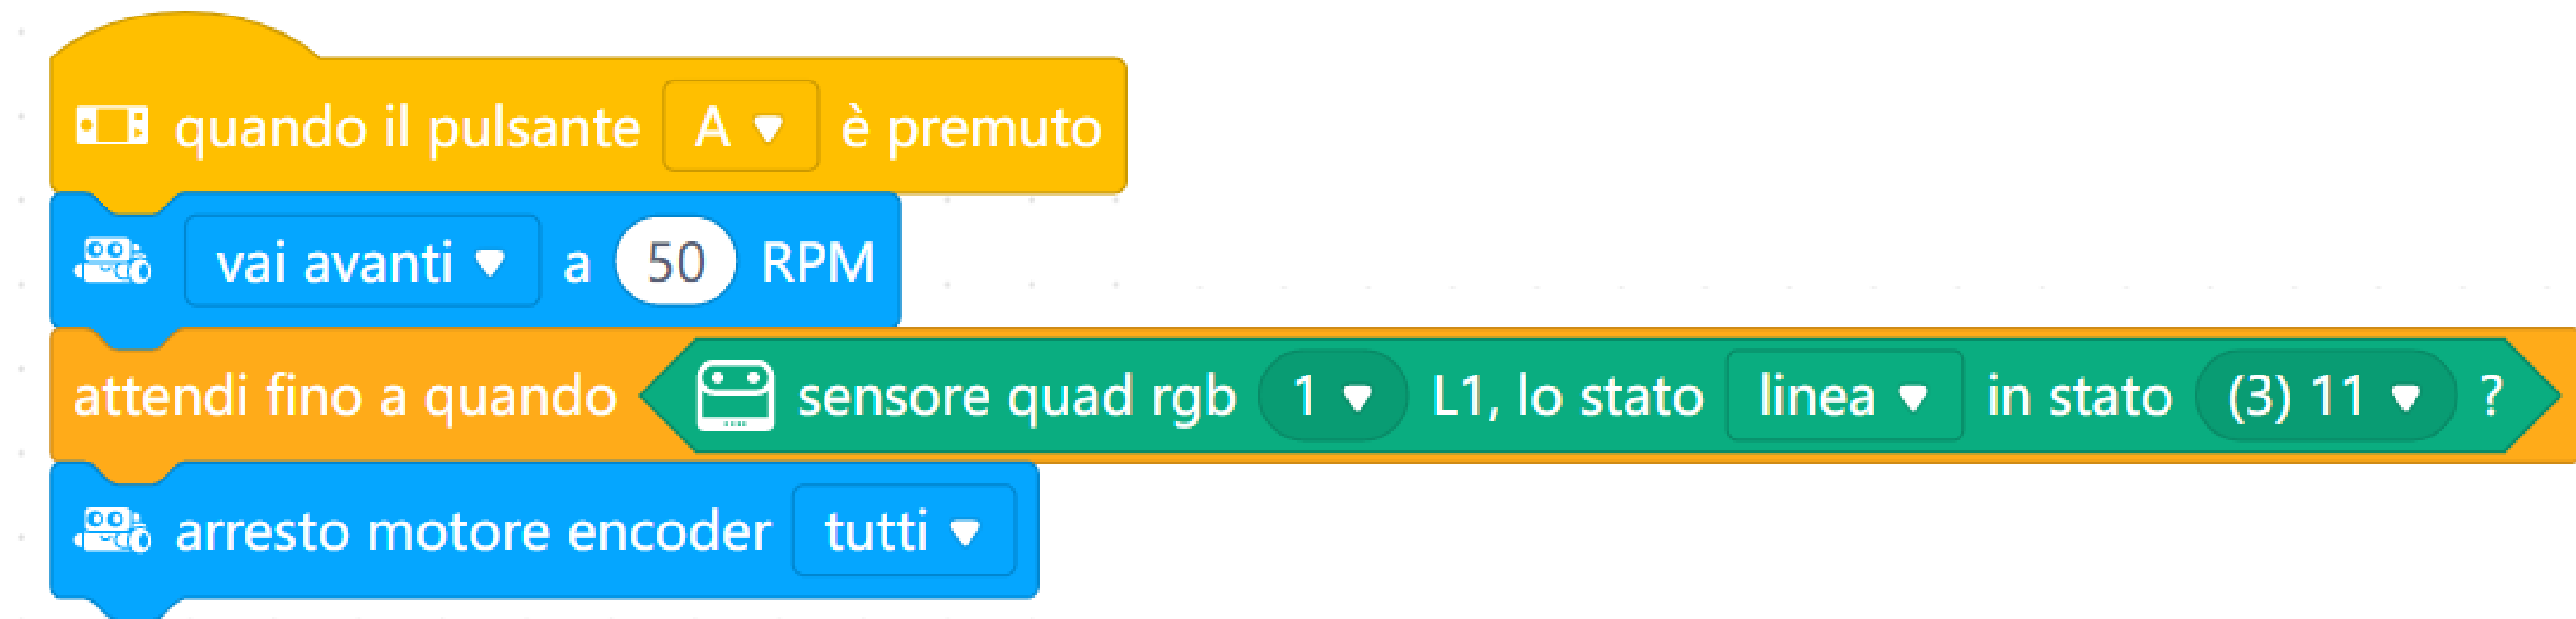 quando il pulsante A è premuto
vai avanti a 50 RPM
attendi fino a quando sensore quad rgb 1 L1, lo stato linea in stato (3) 11 ?
arresto motore encoder tutti